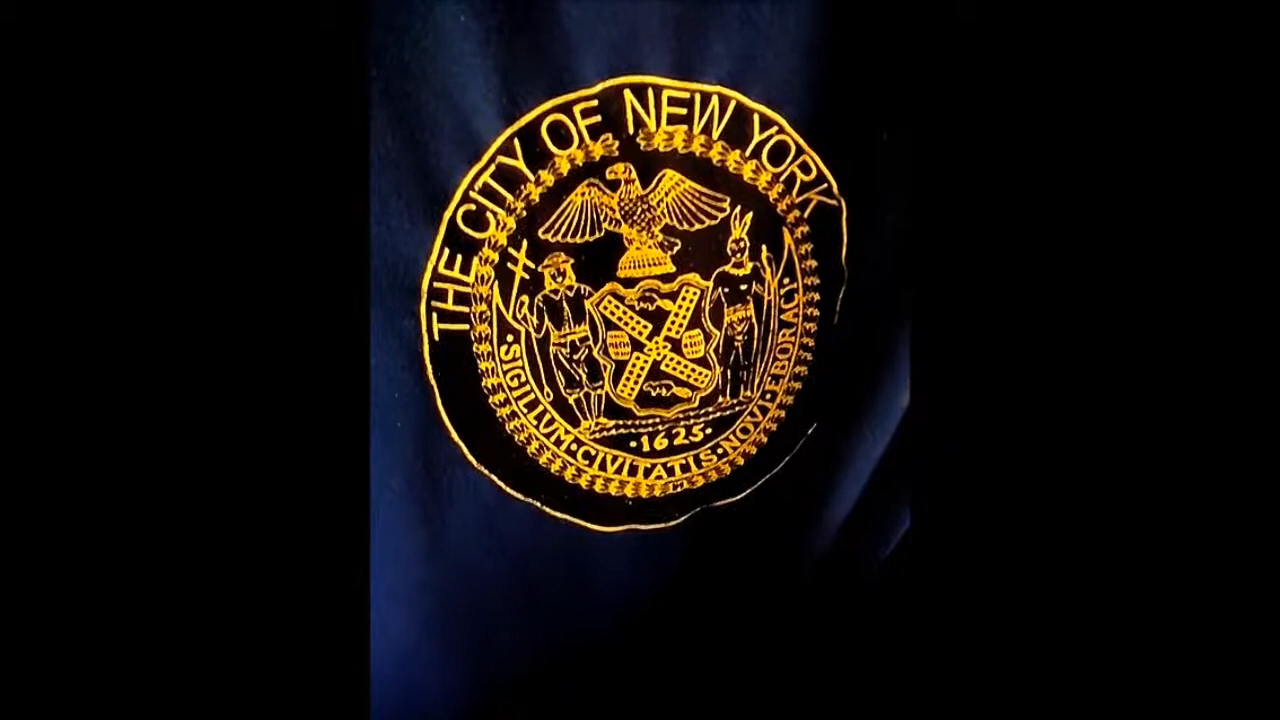 THE CITY OF NEW YORK
·1625·
·SIGILLUM·CIVITATIS·NOVI·EBORACI·